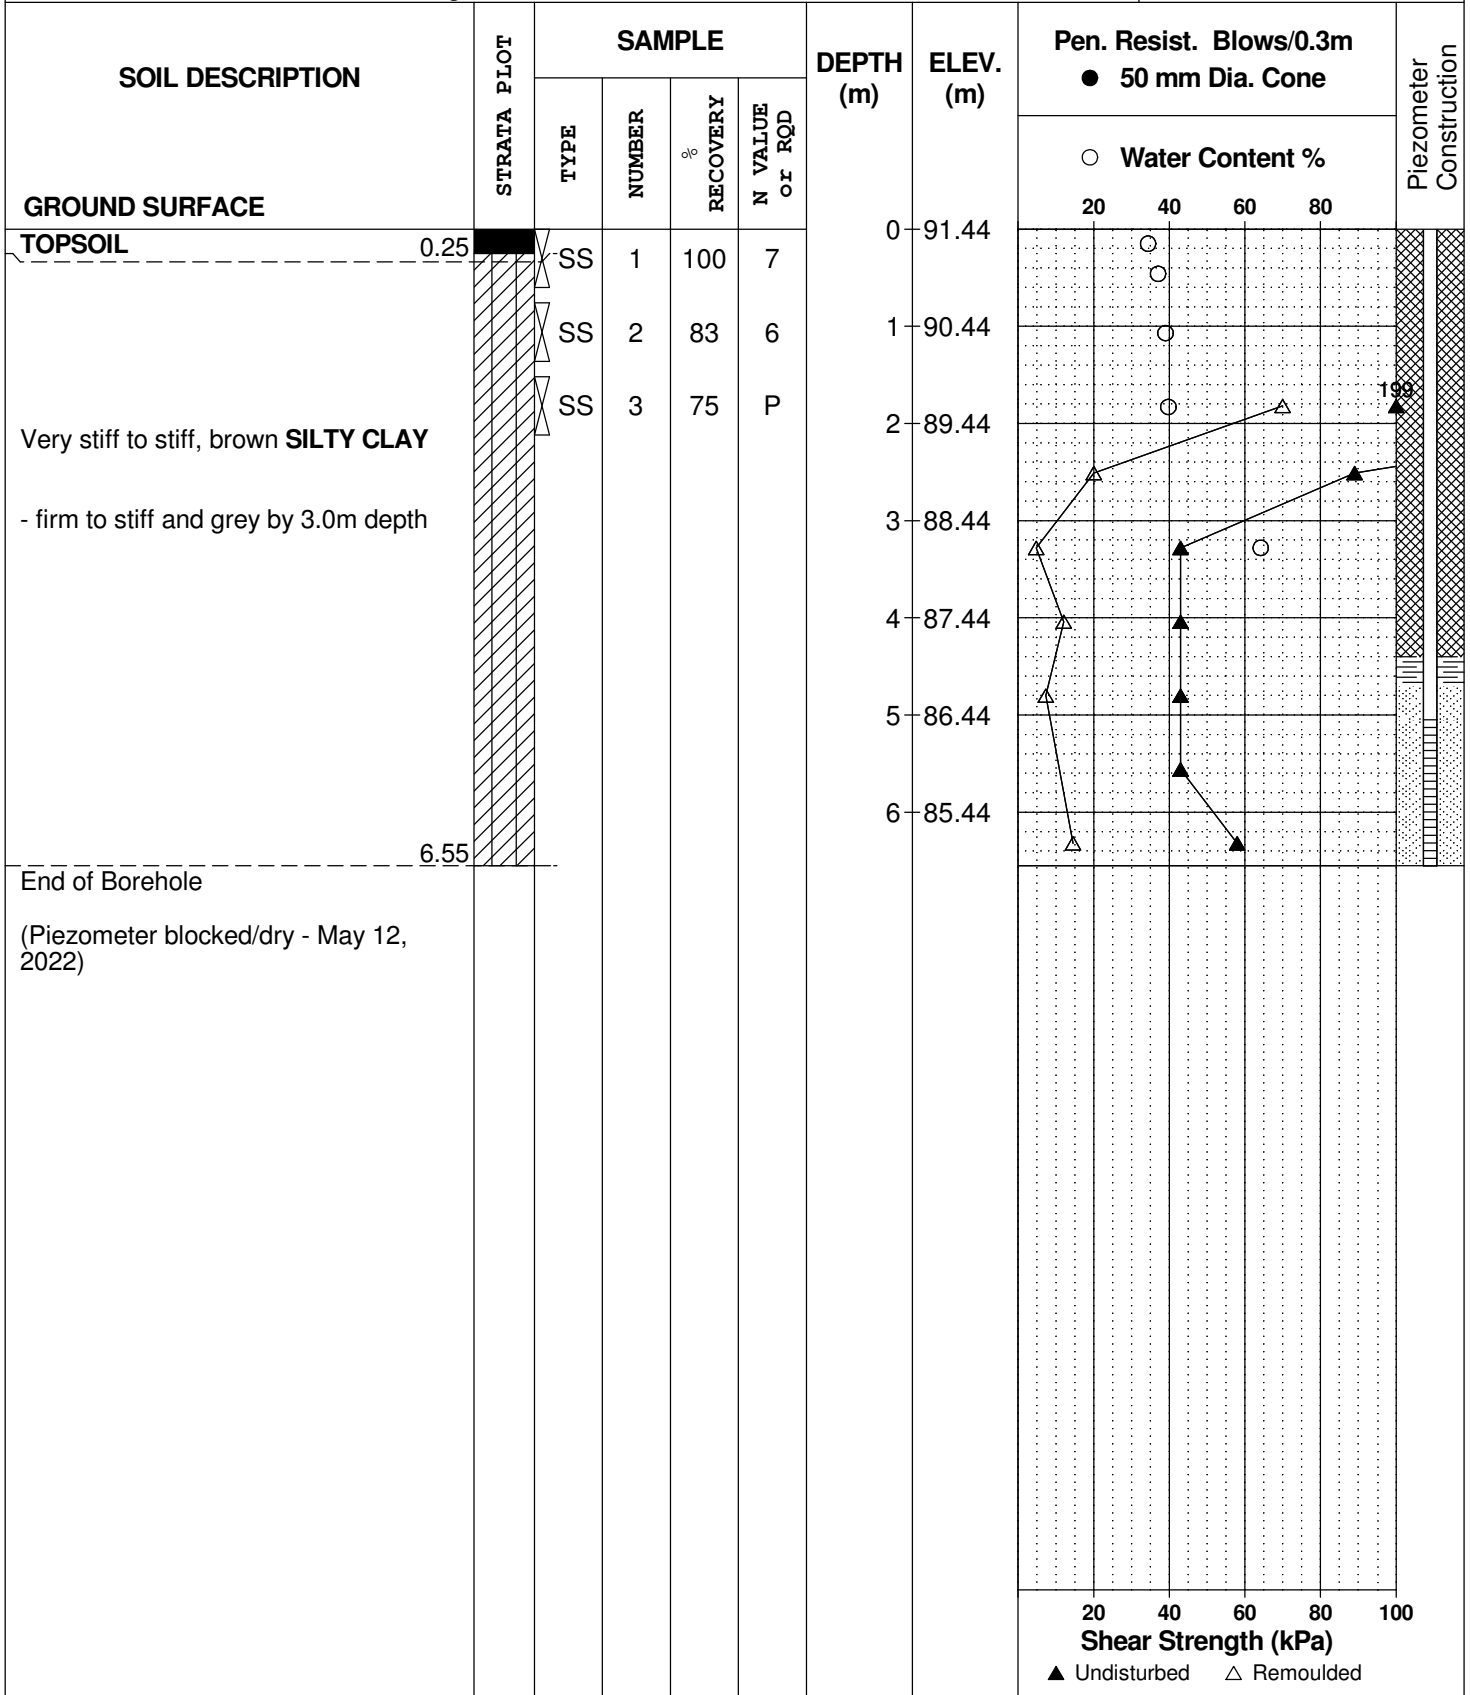 SOIL DESCRIPTION
GROUND SURFACE
STRATA PLOT
SAMPLE
TYPE
NUMBER
%
RECOVERY
N VALUE
or RQD
DEPTH
(m)
ELEV.
(m)
Pen. Resist. Blows/0.3m
● 50 mm Dia. Cone
○ Water Content %
20 40 60 80
Piezometer
Construction
TOPSOIL 0.25
SS 1 100 7
SS 2 83 6
SS 3 75 P
0 91.44
1 90.44
199
2 89.44
Very stiff to stiff, brown SILTY CLAY
- firm to stiff and grey by 3.0m depth
3 88.44
4 87.44
5 86.44
6 85.44
6.55
End of Borehole
(Piezometer blocked/dry - May 12,
2022)
20 40 60 80 100
Shear Strength (kPa)
▲ Undisturbed △ Remoulded